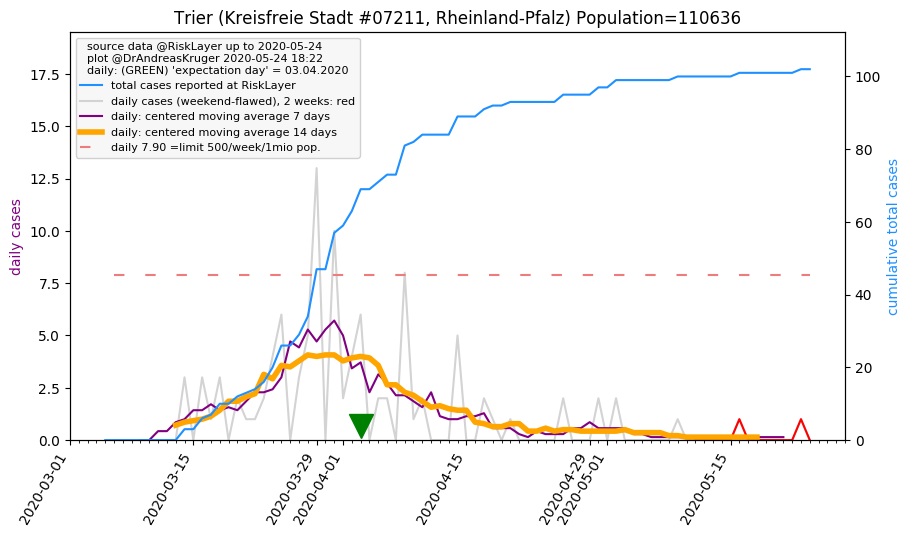 Trier (Kreisfreie Stadt #07211, Rheinland-Pfalz) Population=110636
source data @RiskLayer up to 2020-05-24
plot @DrAndreasKruger 2020-05-24 18:22
daily: (GREEN) 'expectation day' = 03.04.2020
total cases reported at RiskLayer
daily cases (weekend-flawed), 2 weeks: red
daily: centered moving average 7 days
daily: centered moving average 14 days
daily 7.90 =limit 500/week/1mio pop.
daily cases
17.5
15.0
12.5
10.0
7.5
5.0
2.5
0.0
100
80
60
40
20
0
cumulative total cases
2020-03-01
2020-03-15
2020-03-29
2020-04-01
2020-04-15
2020-04-29
2020-05-01
2020-05-15